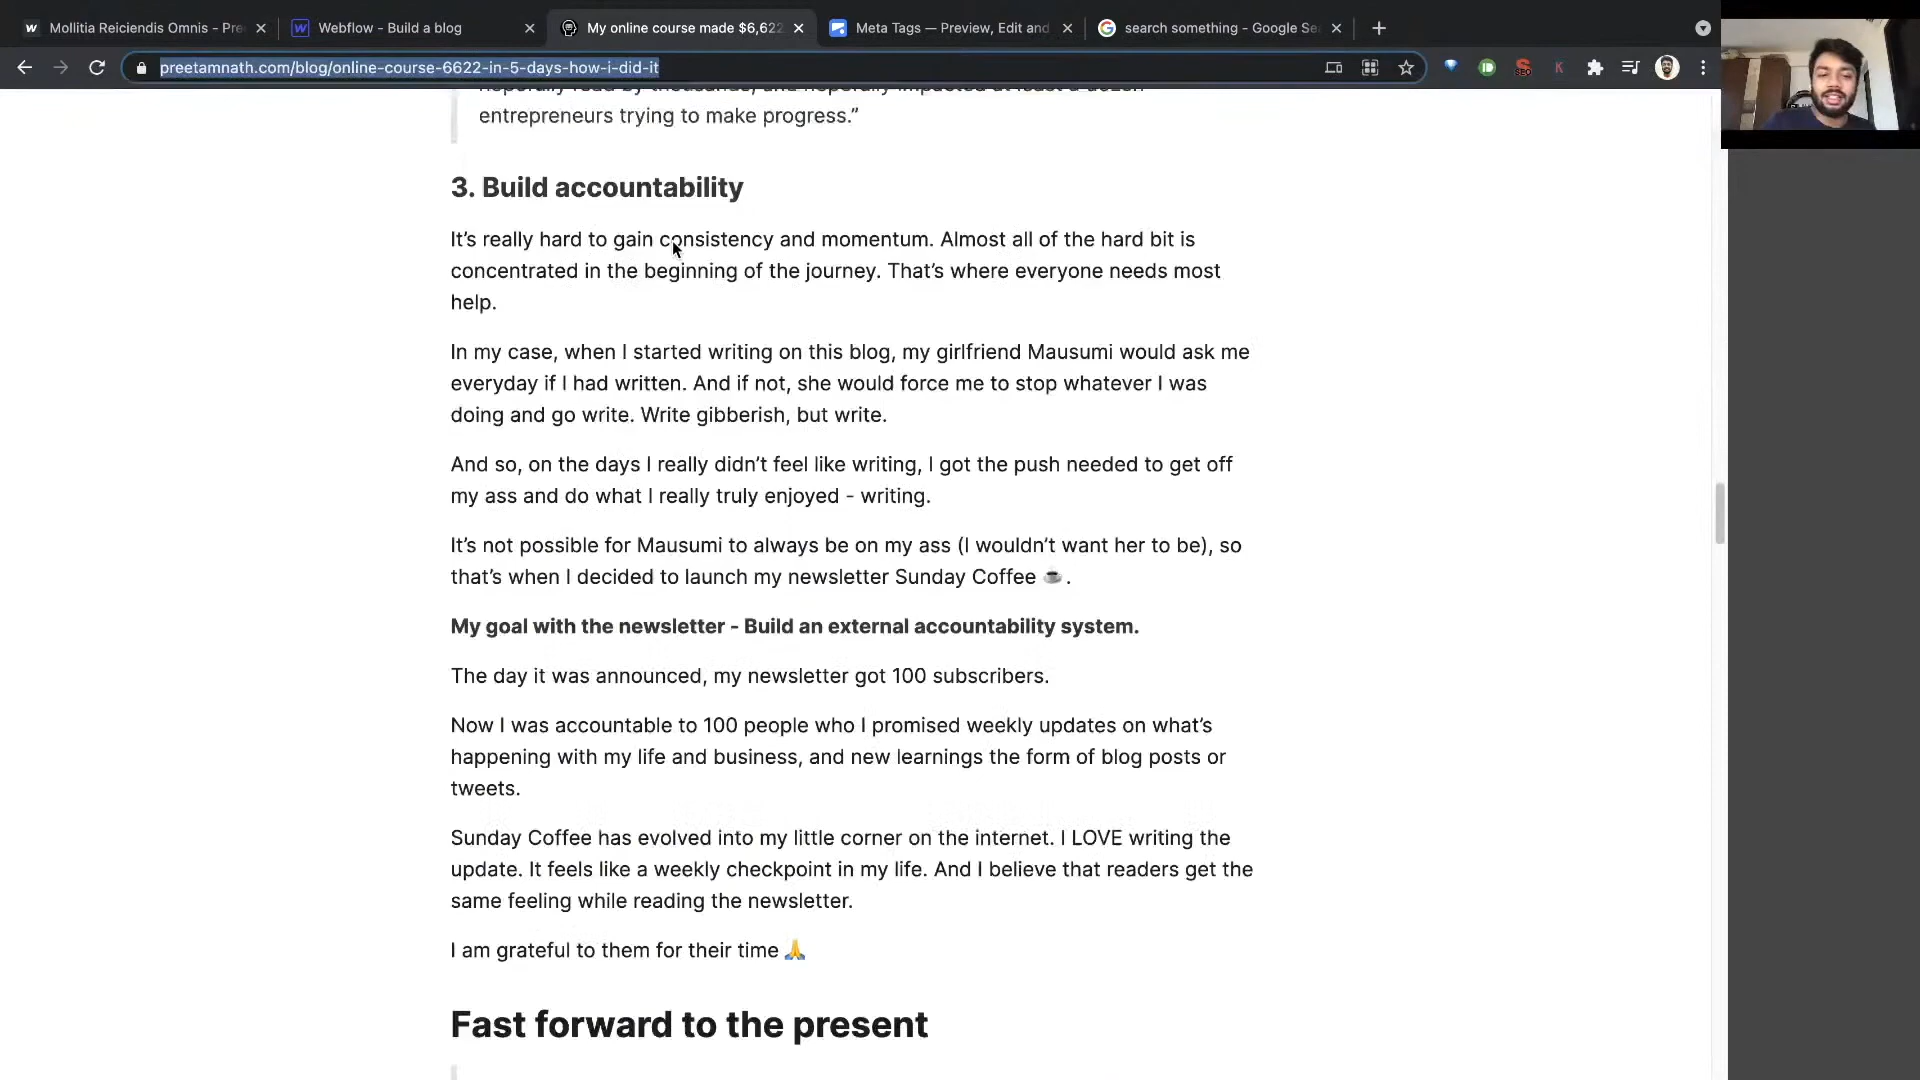 Mollitia Reiciendis Omnis - Pre
Webflow - Build a blog
My online course made $6,622
Meta Tags — Preview, Edit and
search something - Google Se
preetamnath.com/blog/online-course-6622-in-5-days-how-i-did-it
hopefully read by thousands, and hopefully impacted at least a dozen
entrepreneurs trying to make progress.”
3. Build accountability
It’s really hard to gain consistency and momentum. Almost all of the hard bit is
concentrated in the beginning of the journey. That’s where everyone needs most
help.
In my case, when I started writing on this blog, my girlfriend Mausumi would ask me
everyday if I had written. And if not, she would force me to stop whatever I was
doing and go write. Write gibberish, but write.
And so, on the days I really didn’t feel like writing, I got the push needed to get off
my ass and do what I really truly enjoyed - writing.
It’s not possible for Mausumi to always be on my ass (I wouldn’t want her to be), so
that’s when I decided to launch my newsletter Sunday Coffee ☕.
My goal with the newsletter - Build an external accountability system.
The day it was announced, my newsletter got 100 subscribers.
Now I was accountable to 100 people who I promised weekly updates on what’s
happening with my life and business, and new learnings the form of blog posts or
tweets.
Sunday Coffee has evolved into my little corner on the internet. I LOVE writing the
update. It feels like a weekly checkpoint in my life. And I believe that readers get the
same feeling while reading the newsletter.
I am grateful to them for their time 🙏
Fast forward to the present